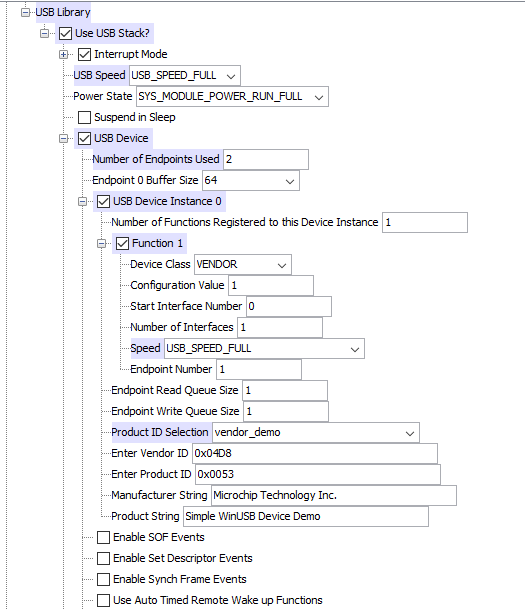 USB Library
Use USB Stack?
Interrupt Mode
USB Speed USB_SPEED_FULL
Power State SYS_MODULE_POWER_RUN_FULL
Suspend in Sleep
USB Device
Number of Endpoints Used 2
Endpoint 0 Buffer Size 64
USB Device Instance 0
Number of Functions Registered to this Device Instance 1
Function 1
Device Class VENDOR
Configuration Value 1
Start Interface Number 0
Number of Interfaces 1
Speed USB_SPEED_FULL
Endpoint Number 1
Endpoint Read Queue Size 1
Endpoint Write Queue Size 1
Product ID Selection vendor_demo
Enter Vendor ID 0x04D8
Enter Product ID 0x0053
Manufacturer String Microchip Technology Inc.
Product String Simple WinUSB Device Demo
Enable SOF Events
Enable Set Descriptor Events
Enable Synch Frame Events
Use Auto Timed Remote Wake up Functions